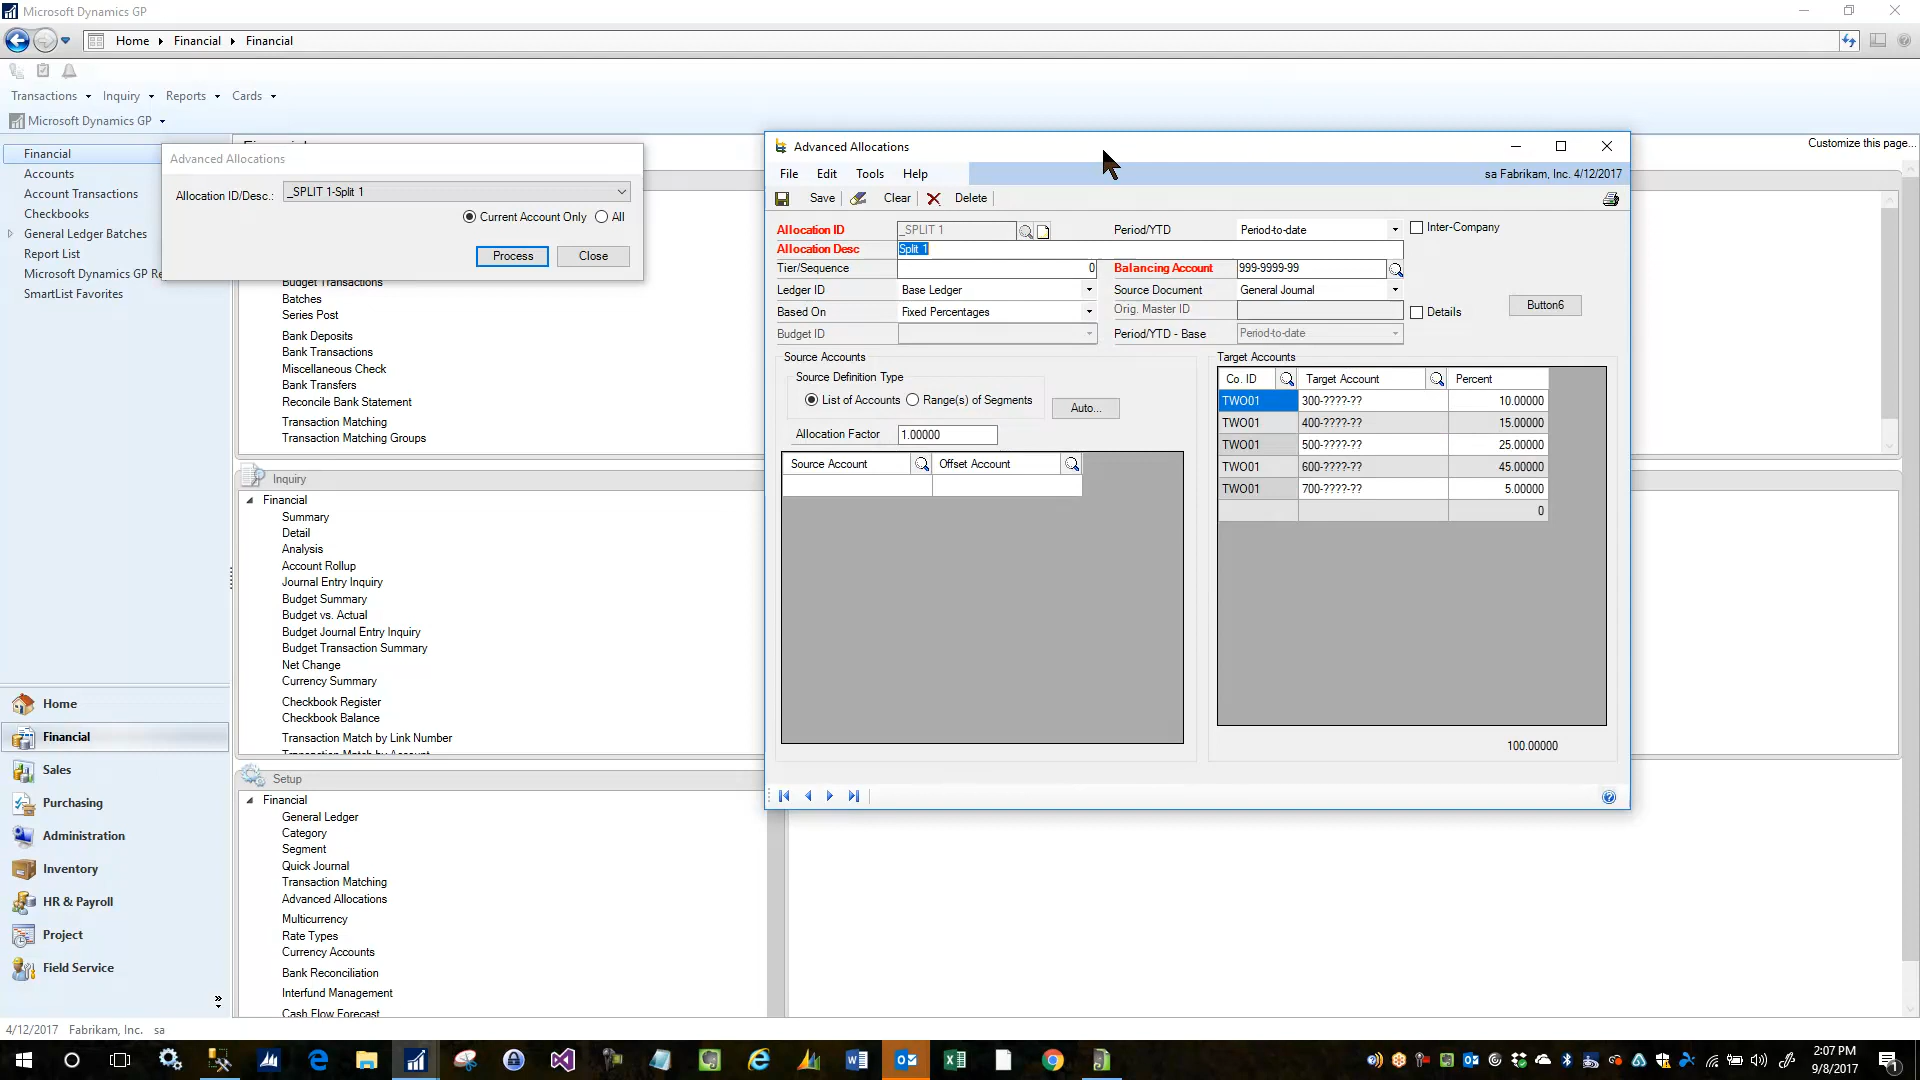 Microsoft Dynamics GP
Home Financial Financial
Transactions Inquiry Reports Cards
Microsoft Dynamics GP
Customize this page...
Financial
Accounts
Account Transactions
Checkbooks
General Ledger Batches
Report List
Microsoft Dynamics GP Re
SmartList Favorites
Home
Financial
Sales
Purchasing
Administration
Inventory
HR & Payroll
Project
Field Service
Advanced Allocations
Allocation ID/Desc.: _SPLIT 1-Split 1
Current Account Only All
Process Close
Budget Transactions
Batches
Series Post
Bank Deposits
Bank Transactions
Miscellaneous Check
Bank Transfers
Reconcile Bank Statement
Transaction Matching
Transaction Matching Groups
Inquiry
Financial
Summary
Detail
Analysis
Account Rollup
Journal Entry Inquiry
Budget Summary
Budget vs. Actual
Budget Journal Entry Inquiry
Budget Transaction Summary
Net Change
Currency Summary
Checkbook Register
Checkbook Balance
Transaction Match by Link Number
Transaction Match by Account
Setup
Financial
General Ledger
Category
Segment
Quick Journal
Transaction Matching
Advanced Allocations
Multicurrency
Rate Types
Currency Accounts
Bank Reconciliation
Interfund Management
Cash Flow Forecast
Advanced Allocations
File Edit Tools Help sa Fabrikam, Inc. 4/12/2017
Save Clear Delete
Allocation ID _SPLIT 1 Period/YTD Period-to-date Inter-Company
Allocation Desc Split 1
Tier/Sequence 0 Balancing Account 999-9999-99
Ledger ID Base Ledger Source Document General Journal
Based On Fixed Percentages Orig. Master ID Details Button6
Budget ID Period/YTD - Base Period-to-date
Source Accounts
Source Definition Type
List of Accounts Range(s) of Segments Auto...
Allocation Factor 1.00000
Source Account Offset Account
Target Accounts
Co. ID Target Account Percent
TWO01 300-????-?? 10.00000
TWO01 400-????-?? 15.00000
TWO01 500-????-?? 25.00000
TWO01 600-????-?? 45.00000
TWO01 700-????-?? 5.00000
0
100.00000
4/12/2017 Fabrikam, Inc. sa
2:07 PM
9/8/2017
1